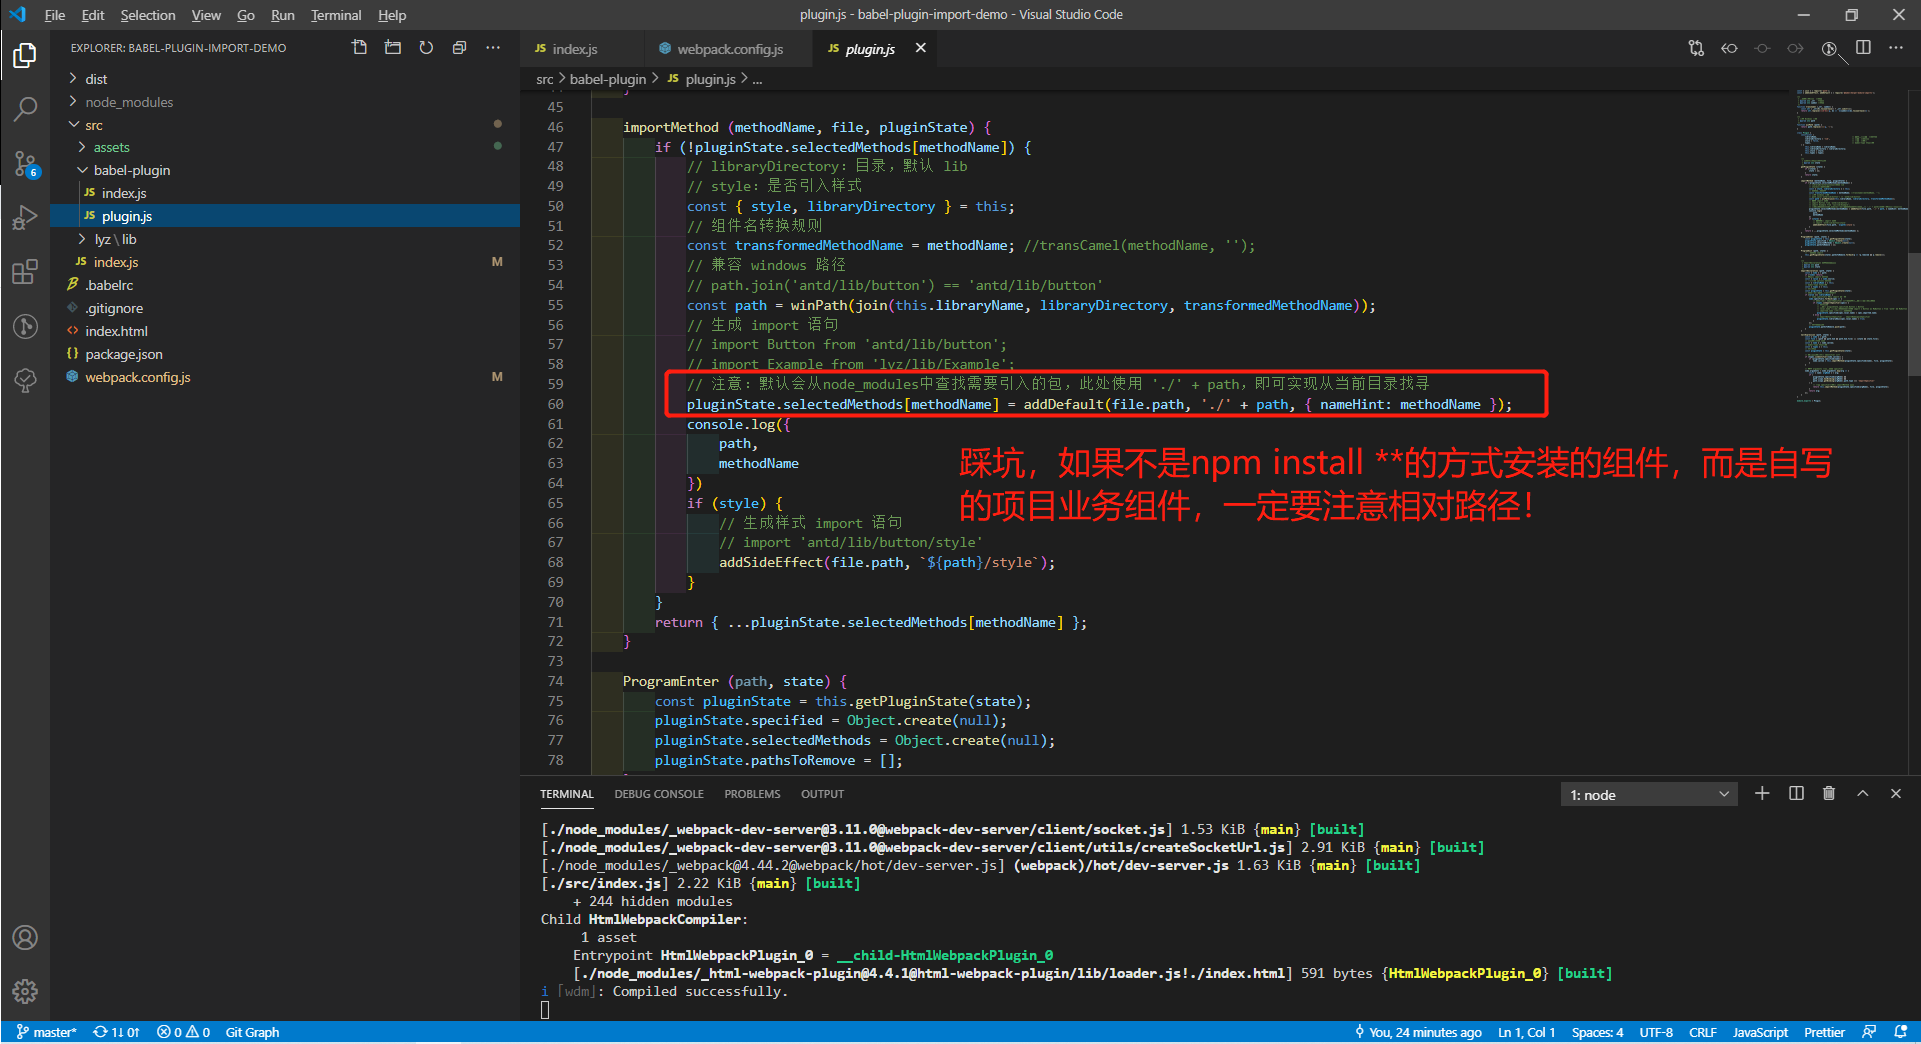 File Edit Selection View Go Run Terminal Help
plugin.js - babel-plugin-import-demo - Visual Studio Code
EXPLORER: BABEL-PLUGIN-IMPORT-DEMO
dist
node_modules
src
assets
babel-plugin
index.js
plugin.js
lyz\lib
index.js M
.babelrc
.gitignore
index.html
package.json
webpack.config.js M
6
index.js webpack.config.js plugin.js
src > babel-plugin > JS plugin.js > ...
45
46 importMethod (methodName, file, pluginState) {
47 if (!pluginState.selectedMethods[methodName]) {
48 // libraryDirectory: 目录，默认 lib
49 // style: 是否引入样式
50 const { style, libraryDirectory } = this;
51 // 组件名转换规则
52 const transformedMethodName = methodName; //transCamel(methodName, '');
53 // 兼容 windows 路径
54 // path.join('antd/lib/button') == 'antd/lib/button'
55 const path = winPath(join(this.libraryName, libraryDirectory, transformedMethodName));
56 // 生成 import 语句
57 // import Button from 'antd/lib/button';
58 // import Example from 'lyz/lib/Example';
59 // 注意：默认会从node_modules中查找需要引入的包，此处使用 './' + path，即可实现从当前目录找寻
60 pluginState.selectedMethods[methodName] = addDefault(file.path, './' + path, { nameHint: methodName });
61 console.log({
62 path,
63 methodName
64 })
65 if (style) {
66 // 生成样式 import 语句
67 // import 'antd/lib/button/style'
68 addSideEffect(file.path, `${path}/style`);
69 }
70 }
71 return { ...pluginState.selectedMethods[methodName] };
72 }
73
74 ProgramEnter (path, state) {
75 const pluginState = this.getPluginState(state);
76 pluginState.specified = Object.create(null);
77 pluginState.selectedMethods = Object.create(null);
78 pluginState.pathsToRemove = [];
踩坑，如果不是npm install **的方式安装的组件，而是自写
的项目业务组件，一定要注意相对路径！
TERMINAL DEBUG CONSOLE PROBLEMS OUTPUT 1: node
[./node_modules/_webpack-dev-server@3.11.0@webpack-dev-server/client/socket.js] 1.53 KiB {main} [built]
[./node_modules/_webpack-dev-server@3.11.0@webpack-dev-server/client/utils/createSocketUrl.js] 2.91 KiB {main} [built]
[./node_modules/_webpack@4.44.2@webpack/hot/dev-server.js] (webpack)/hot/dev-server.js 1.63 KiB {main} [built]
[./src/index.js] 2.22 KiB {main} [built]
+ 244 hidden modules
Child HtmlWebpackCompiler:
1 asset
Entrypoint HtmlWebpackPlugin_0 = __child-HtmlWebpackPlugin_0
[./node_modules/_html-webpack-plugin@4.4.1@html-webpack-plugin/lib/loader.js!./index.html] 591 bytes {HtmlWebpackPlugin_0} [built]
i ｢wdm｣: Compiled successfully.
master* 1↓ 0↑ 0 0 Git Graph
You, 24 minutes ago Ln 1, Col 1 Spaces: 4 UTF-8 CRLF JavaScript Prettier